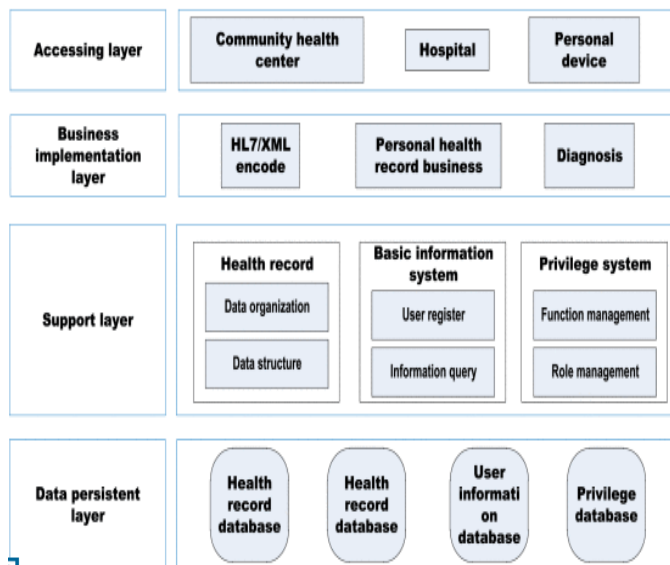 Accessing layer
Community health
center
Hospital
Personal
device
Business
implementation
layer
HL7/XML
encode
Personal health
record business
Diagnosis
Support layer
Health record
Data organization
Data structure
Basic information
system
User register
Information query
Privilege system
Function management
Role management
Data persistent
layer
Health
record
database
Health
record
database
User
informati
on
database
Privilege
database